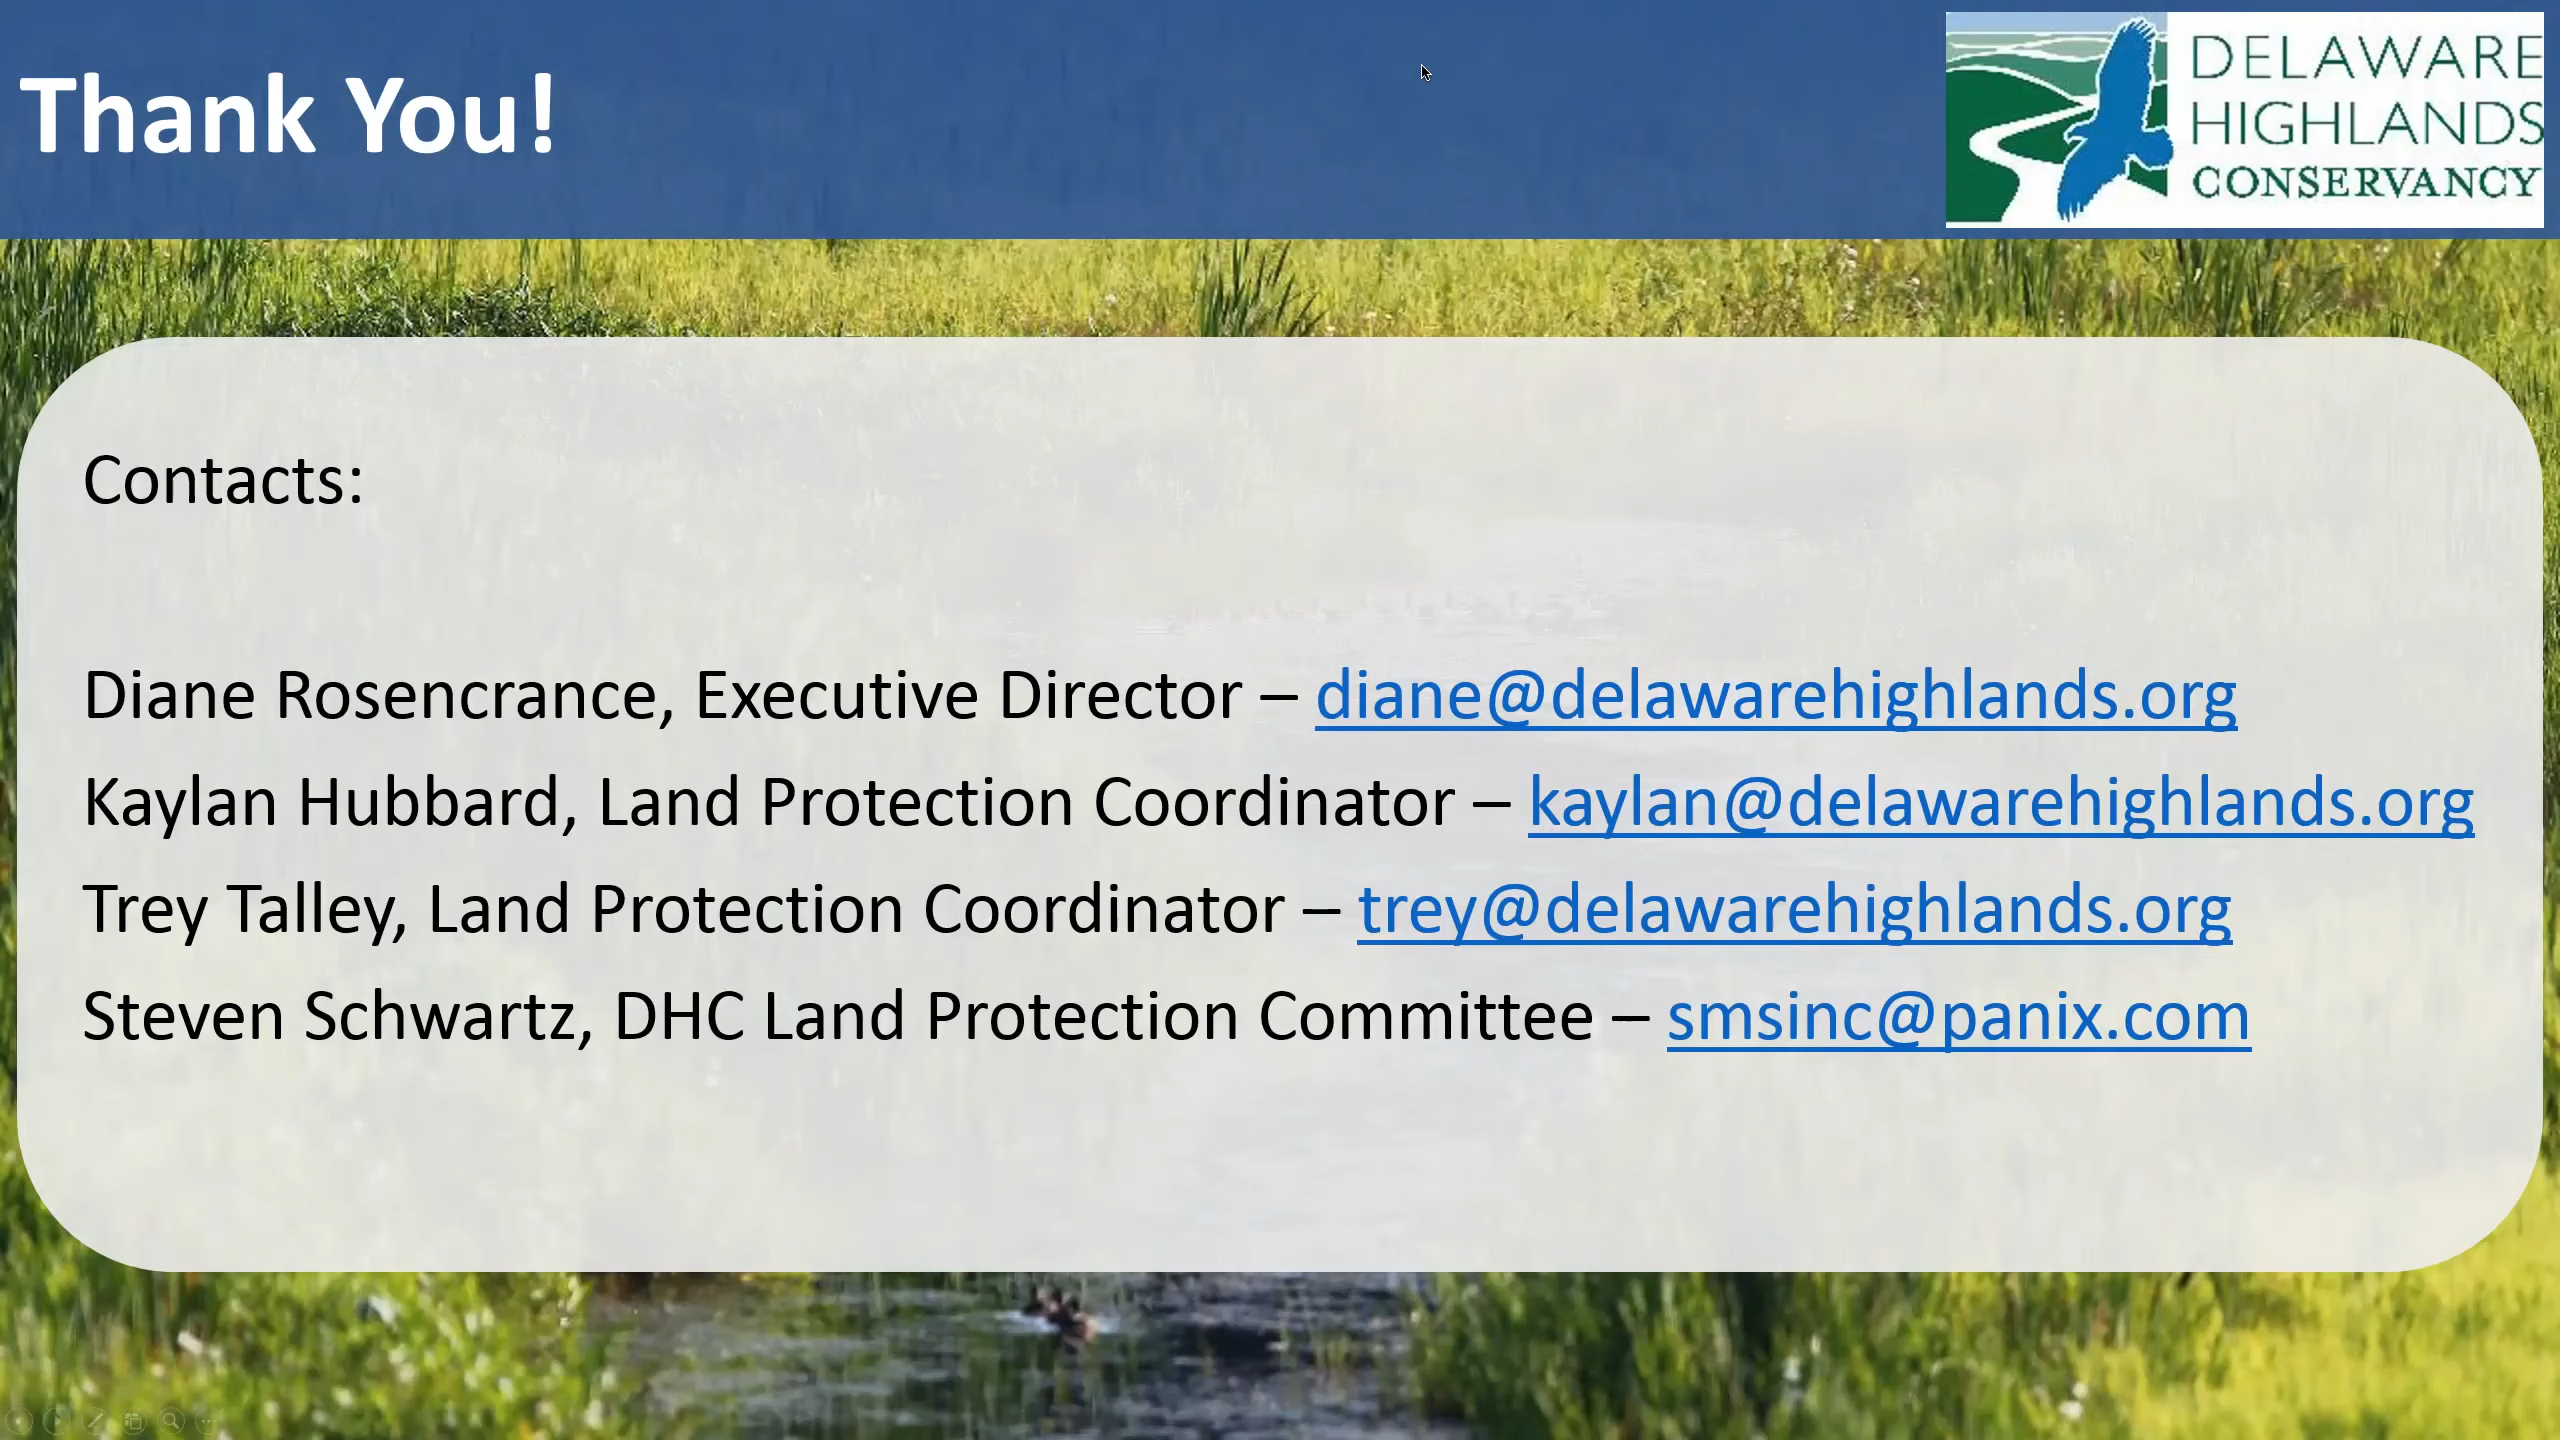 Thank You!
DELAWARE
HIGHLANDS
CONSERVANCY
Contacts:
Diane Rosencrance, Executive Director – diane@delawarehighlands.org
Kaylan Hubbard, Land Protection Coordinator – kaylan@delawarehighlands.org
Trey Talley, Land Protection Coordinator – trey@delawarehighlands.org
Steven Schwartz, DHC Land Protection Committee – smsinc@panix.com